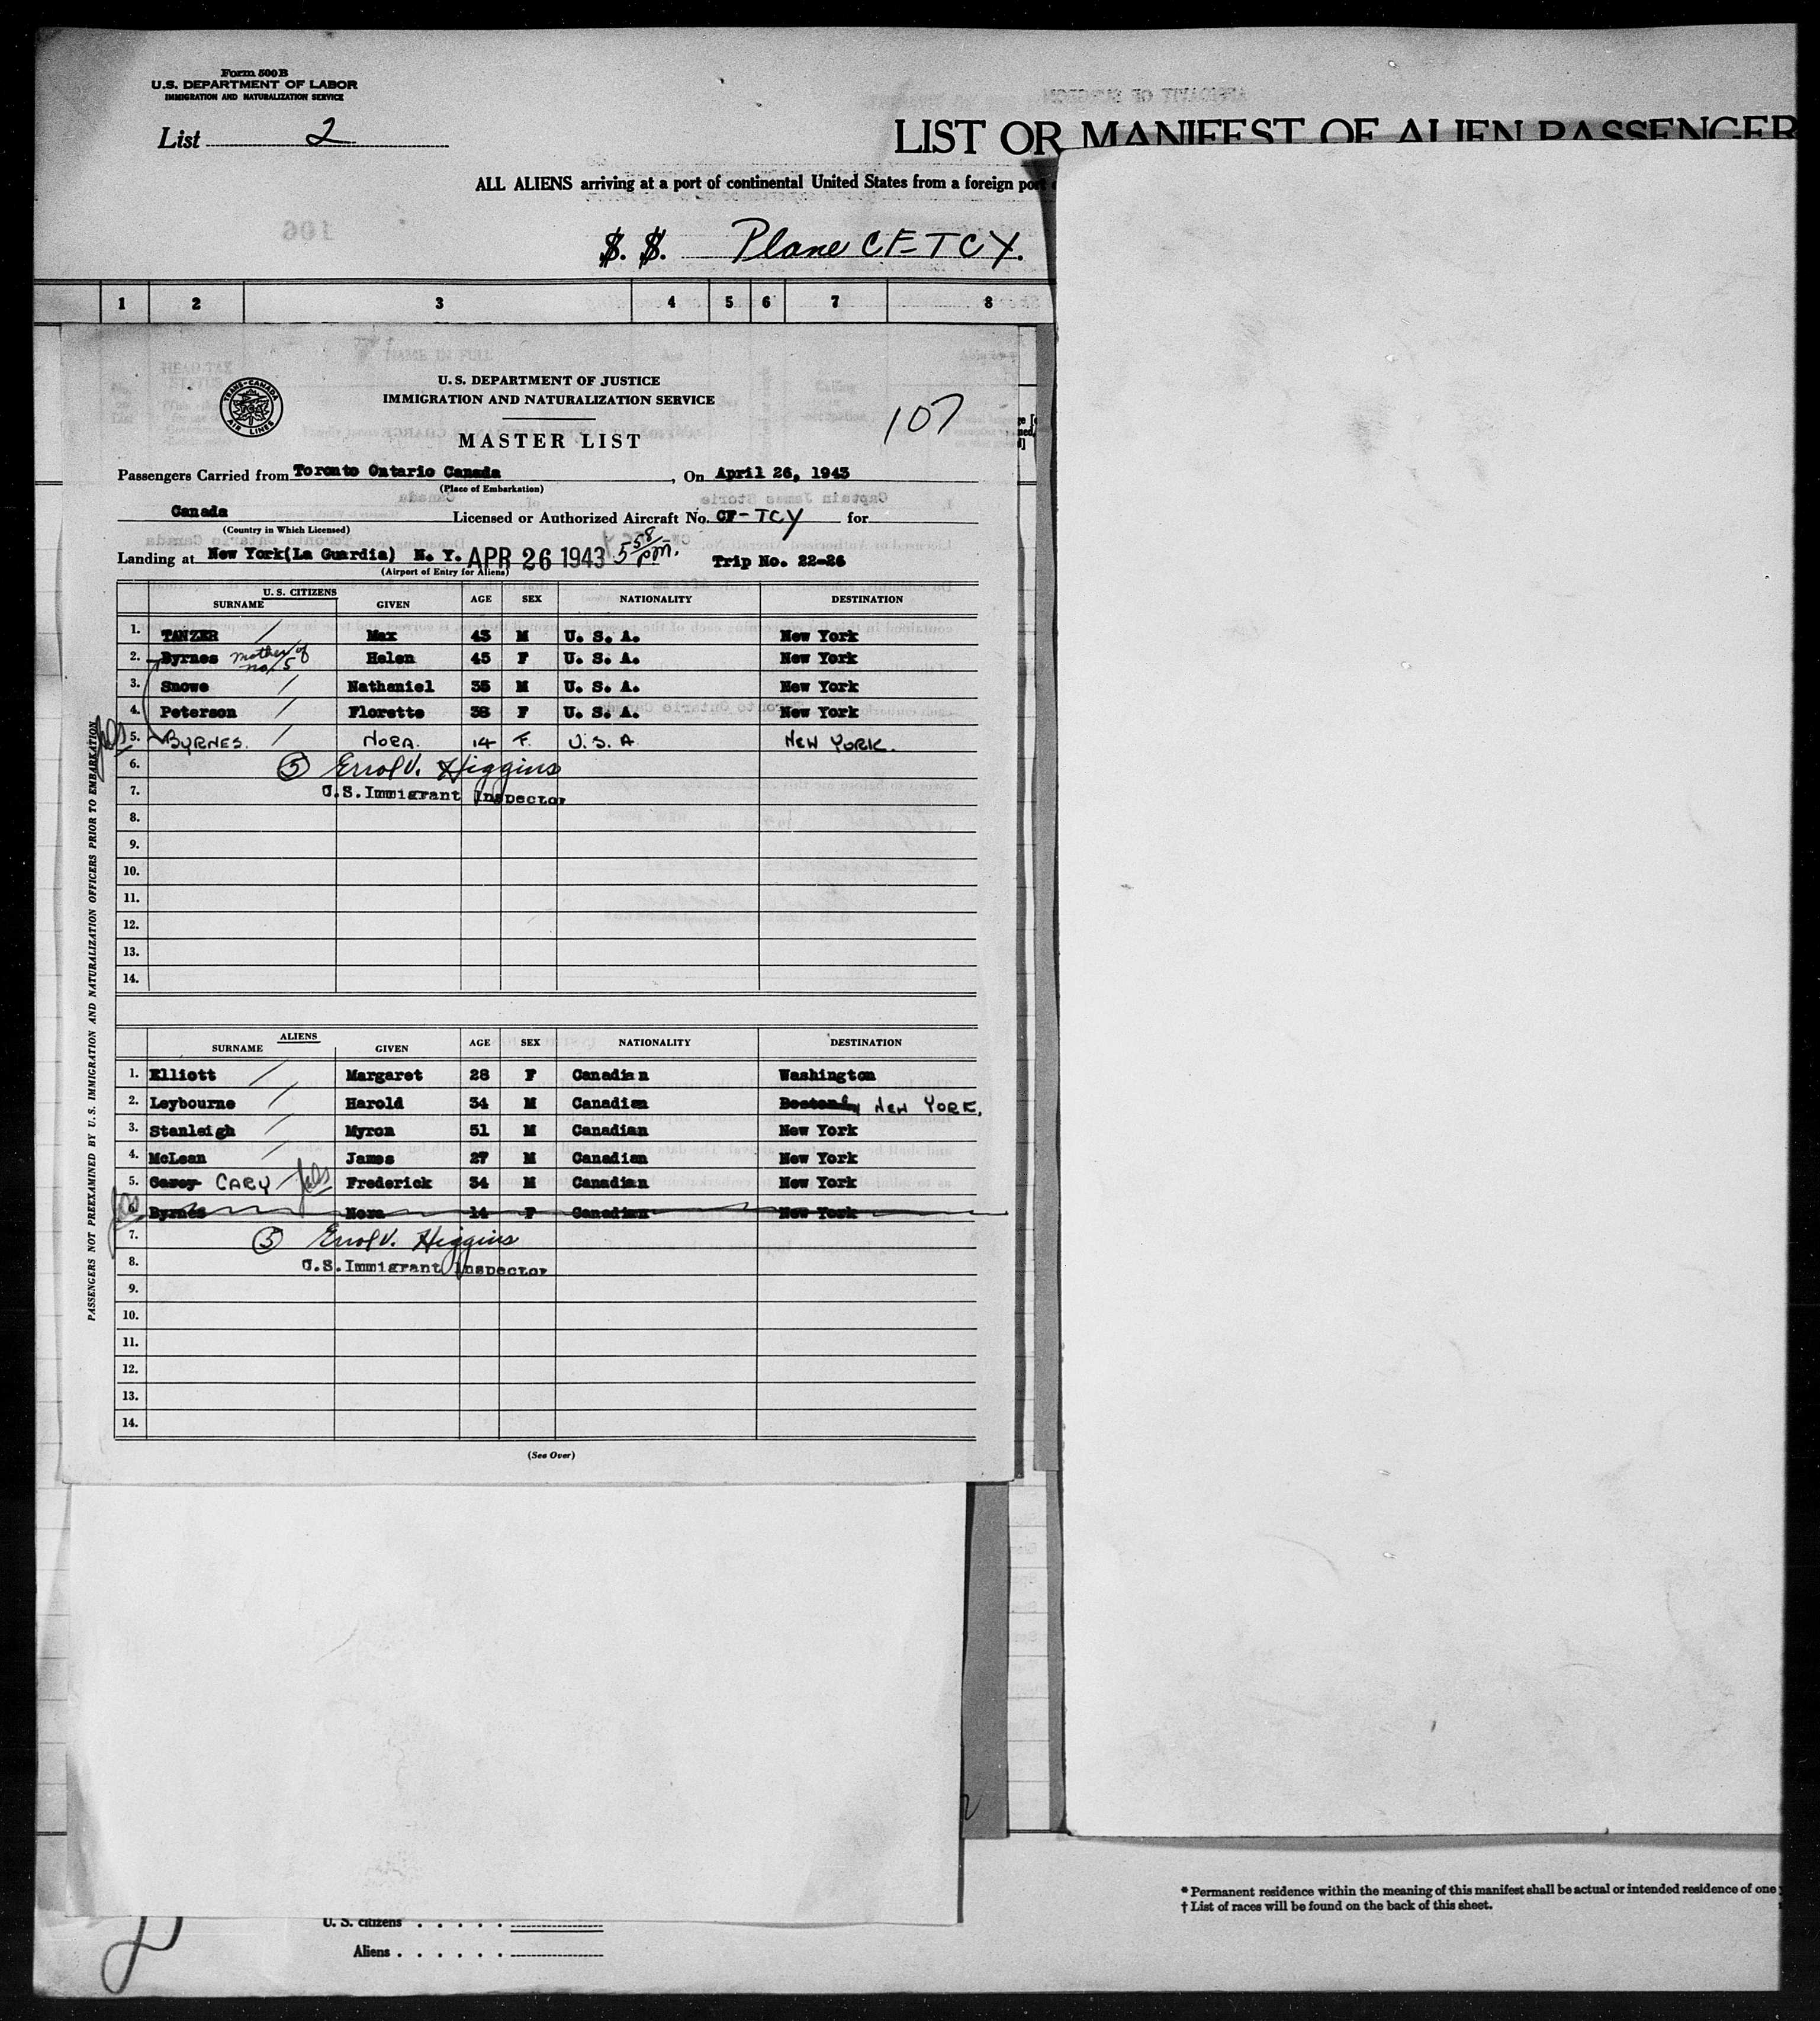 Form 500 B
U.S. DEPARTMENT OF LABOR
IMMIGRATION AND NATURALIZATION SERVICE
List 2
LIST OR MANIFEST OF ALIEN PASSENGER
ALL ALIENS arriving at a port of continental United States from a foreign port
106
S. S. Plane CF-TCY.
1 2 3 4 5 6 7 8
TRANS-CANADA AIR LINES
U. S. DEPARTMENT OF JUSTICE
IMMIGRATION AND NATURALIZATION SERVICE
107
MASTER LIST
Passengers Carried from Toronto Ontario Canada, On April 26, 1943
(Place of Embarkation)
Canada Licensed or Authorized Aircraft No. CF-TCY for
(Country in Which Licensed)
Landing at New York(La Guardia) N. Y. APR 26 1943 5 58 pm. Trip No. 22-26
(Airport of Entry for Aliens)
U. S. CITIZENS
SURNAME GIVEN AGE SEX NATIONALITY DESTINATION
1. TANZER / Max 43 M U. S. A. New York
2. Byrnes mother of no. 5 Helen 45 F U. S. A. New York
3. Snowe / Nathaniel 35 M U. S. A. New York
4. Peterson / Florette 38 F U. S. A. New York
5. BYRNES. / NORA. 14 F. U.S.A NEW YORK.
6. (5) Errol V. Higgins
7. U.S.Immigrant Inspector
8.
9.
10.
11.
12.
13.
14.
ALIENS
SURNAME GIVEN AGE SEX NATIONALITY DESTINATION
1. Elliott / Margaret 28 F Canadian Washington
2. Leybourne / Harold 34 M Canadian Boston NEW YORK.
3. Stanleigh / Myron 51 M Canadian New York
4. McLean / James 27 M Canadian New York
5. Carey CARY / Frederick 34 M Canadian New York
6. Byrnes Nora 14 F Canadian New York
7. (5) Errol V. Higgins
8. U.S.Immigrant Inspector
9.
10.
11.
12.
13.
14.
(See Over)
PASSENGERS NOT PREEXAMINED BY U. S. IMMIGRATION AND NATURALIZATION OFFICERS PRIOR TO EMBARKATION
U. S. citizens . . . . .
Aliens . . . . . .
* Permanent residence within the meaning of this manifest shall be actual or intended residence of one
† List of races will be found on the back of this sheet.